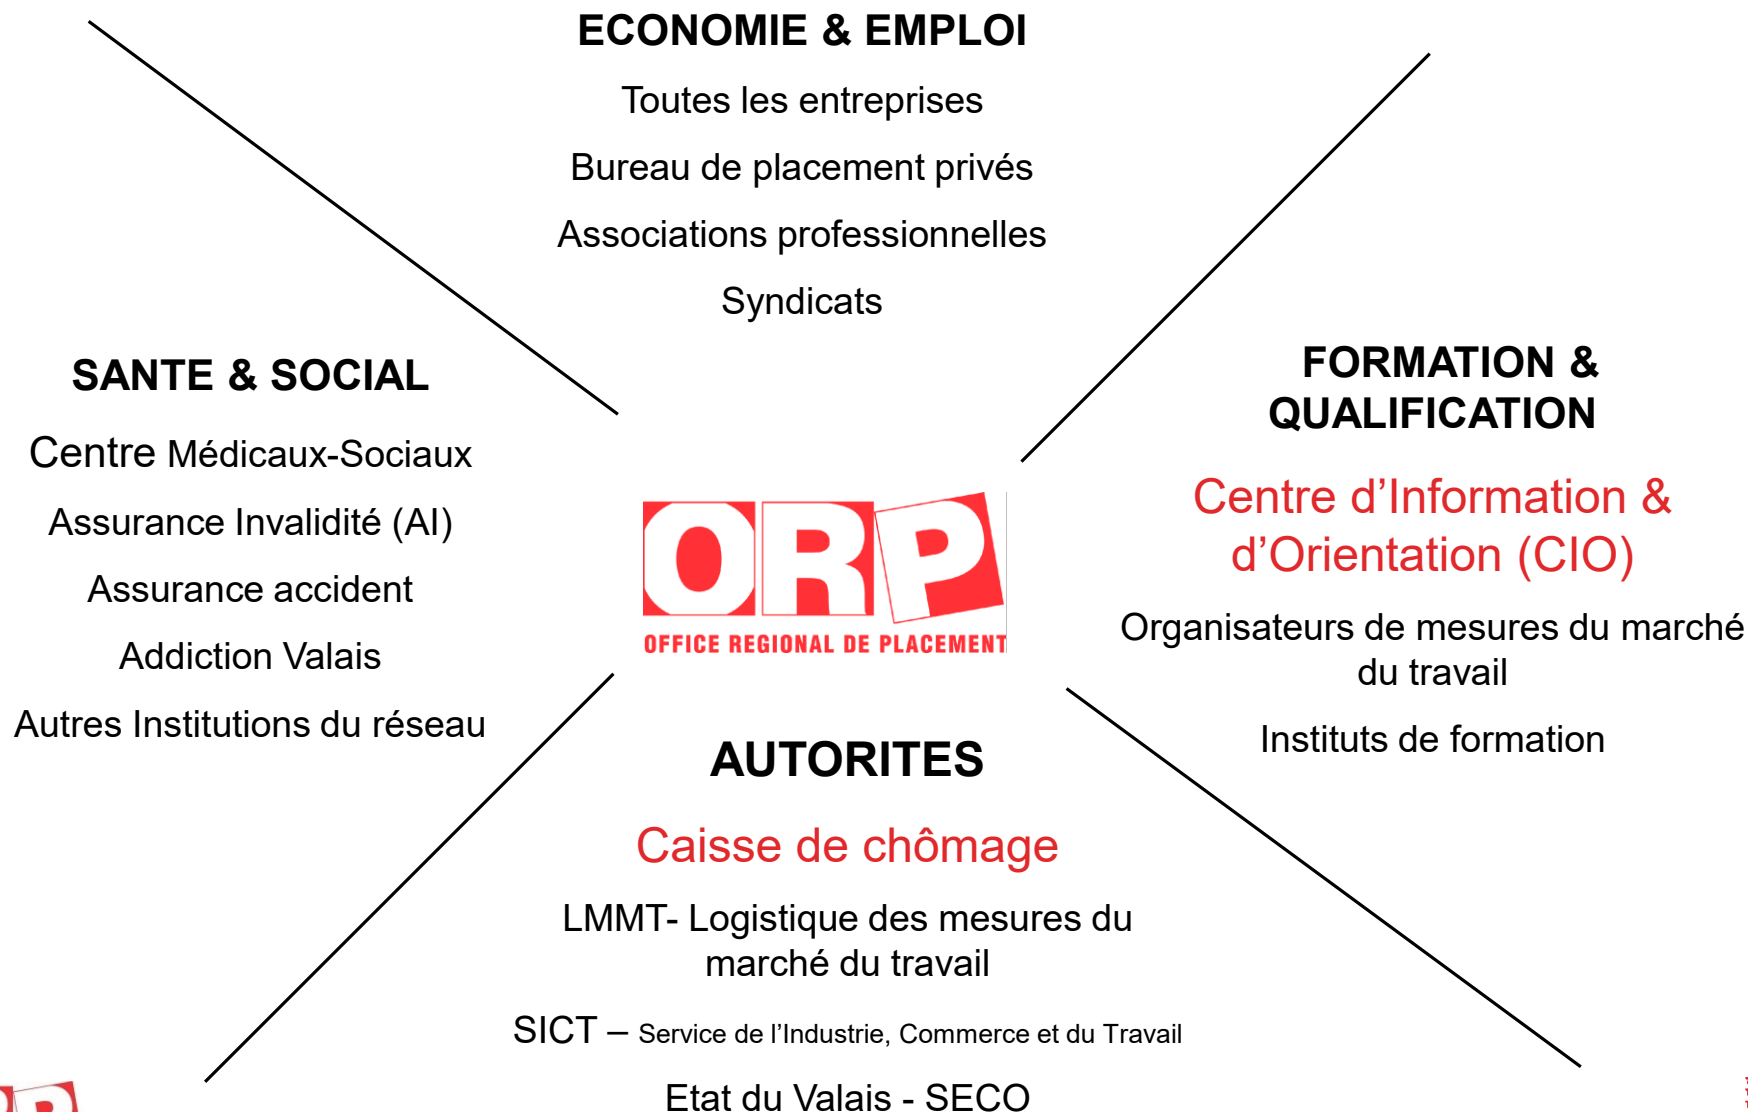 ECONOMIE & EMPLOI
Toutes les entreprises
Bureau de placement privés
Associations professionnelles
Syndicats
SANTE & SOCIAL
Centre Médicaux-Sociaux
Assurance Invalidité (AI)
Assurance accident
Addiction Valais
Autres Institutions du réseau
ORP
OFFICE REGIONAL DE PLACEMENT
FORMATION &
QUALIFICATION
Centre d’Information &
d’Orientation (CIO)
Organisateurs de mesures du marché
du travail
Instituts de formation
AUTORITES
Caisse de chômage
LMMT- Logistique des mesures du
marché du travail
SICT – Service de l’Industrie, Commerce et du Travail
Etat du Valais - SECO